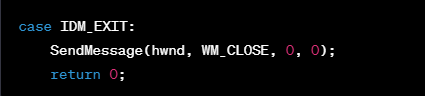 case IDM_EXIT:
    SendMessage(hwnd, WM_CLOSE, 0, 0);
    return 0;